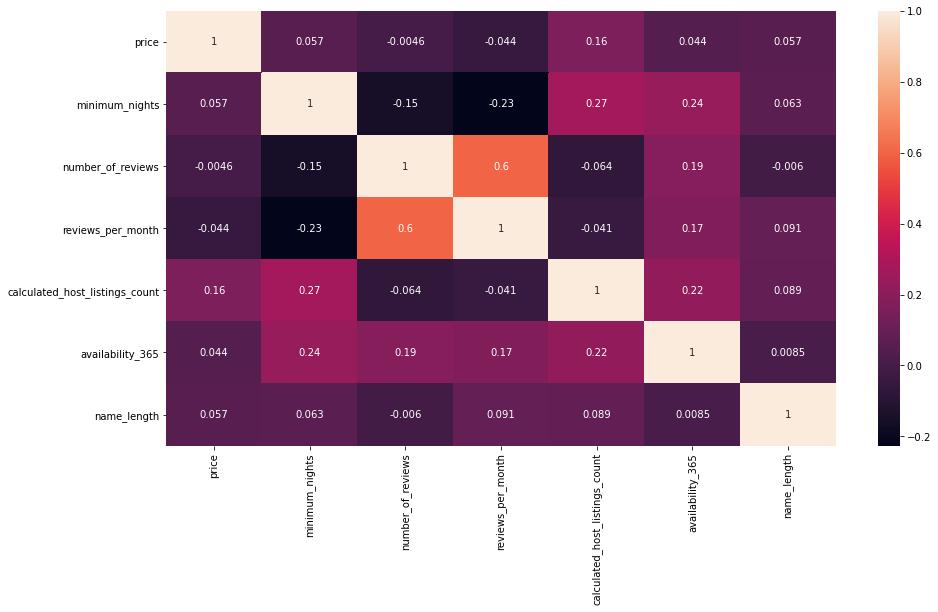 price 1 0.057 -0.0046 -0.044 0.16 0.044 0.057
minimum_nights 0.057 1 -0.15 -0.23 0.27 0.24 0.063
number_of_reviews -0.0046 -0.15 1 0.6 -0.064 0.19 -0.006
reviews_per_month -0.044 -0.23 0.6 1 -0.041 0.17 0.091
calculated_host_listings_count 0.16 0.27 -0.064 -0.041 1 0.22 0.089
availability_365 0.044 0.24 0.19 0.17 0.22 1 0.0085
name_length 0.057 0.063 -0.006 0.091 0.089 0.0085 1
price
minimum_nights
number_of_reviews
reviews_per_month
calculated_host_listings_count
availability_365
name_length
1.0
0.8
0.6
0.4
0.2
0.0
−0.2